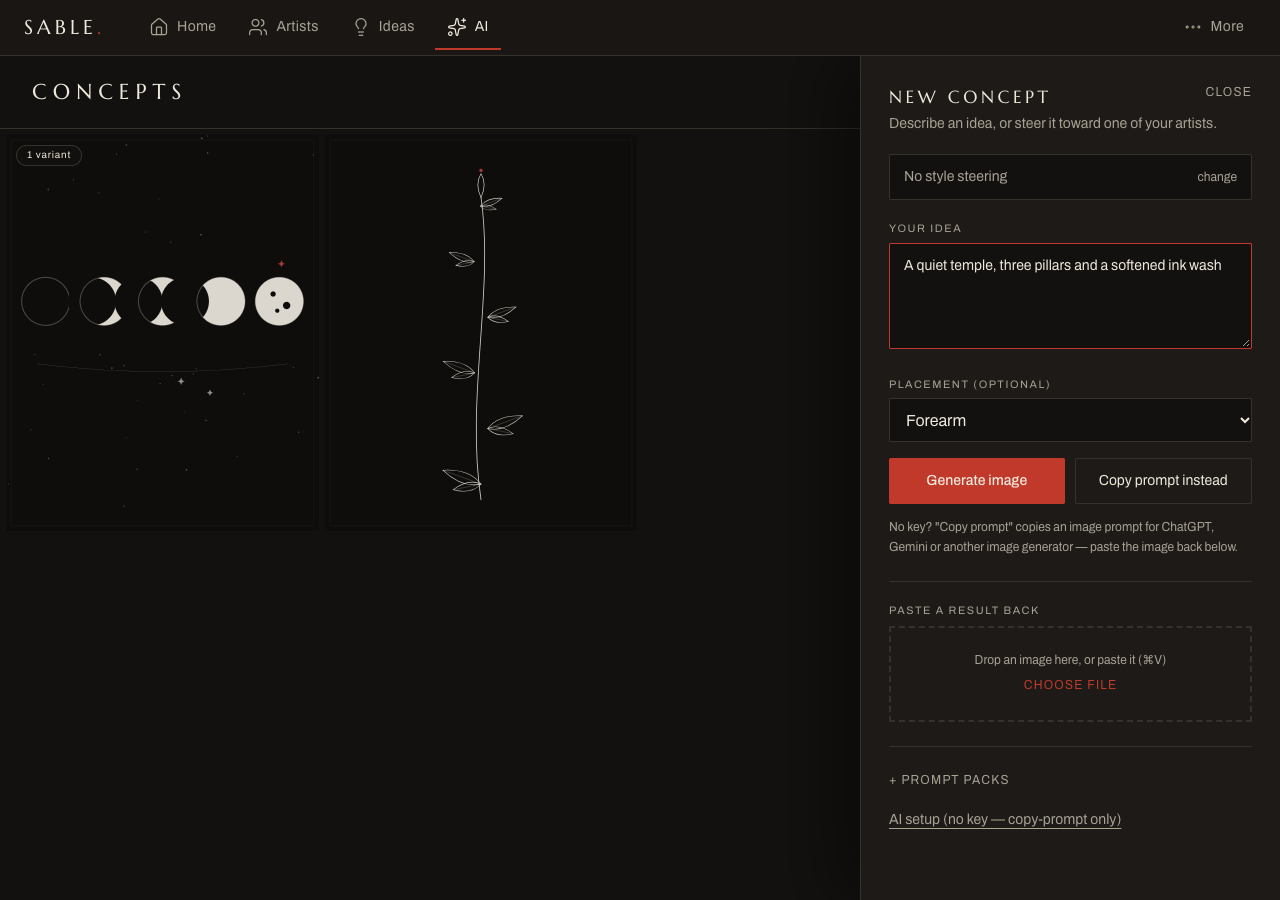 SABLE.
Home
Artists
Ideas
AI
More
CONCEPTS
1 variant
NEW CONCEPT
CLOSE
Describe an idea, or steer it toward one of your artists.
No style steering
change
YOUR IDEA
A quiet temple, three pillars and a softened ink wash
PLACEMENT (OPTIONAL)
Forearm
Generate image
Copy prompt instead
No key? "Copy prompt" copies an image prompt for ChatGPT,
Gemini or another image generator — paste the image back below.
PASTE A RESULT BACK
Drop an image here, or paste it (⌘V)
CHOOSE FILE
+ PROMPT PACKS
AI setup (no key — copy-prompt only)